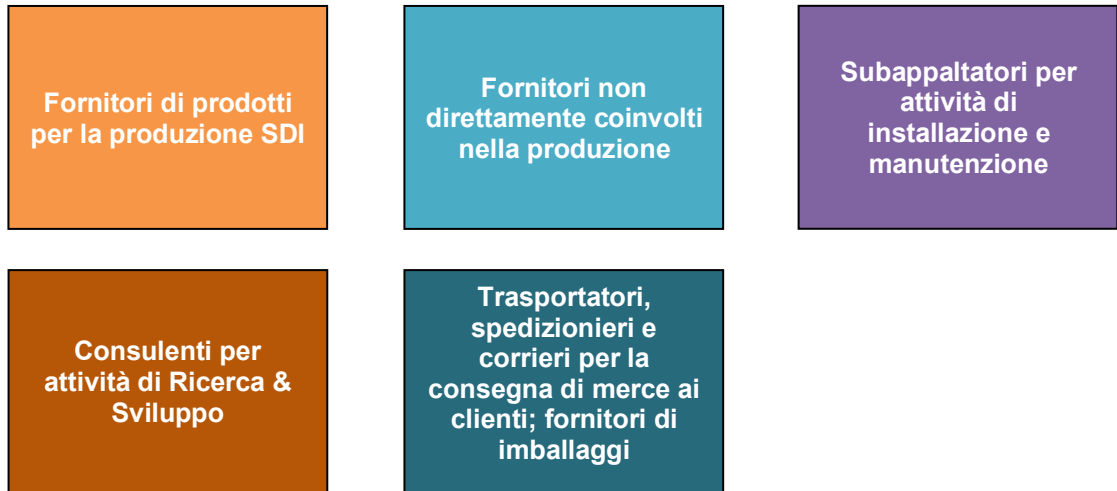 Fornitori di prodotti
per la produzione SDI
Fornitori non
direttamente coinvolti
nella produzione
Subappaltatori per
attività di
installazione e
manutenzione
Consulenti per
attività di Ricerca &
Sviluppo
Trasportatori,
spedizionieri e
corrieri per la
consegna di merce ai
clienti; fornitori di
imballaggi